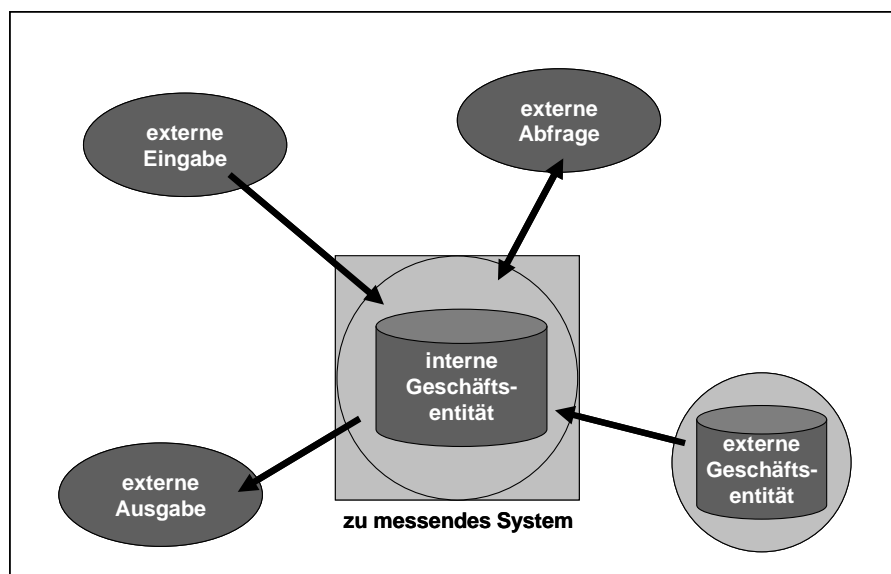 externe
Eingabe
externe
Abfrage
interne
Geschäfts-
entität
externe
Geschäfts-
entität
externe
Ausgabe
zu messendes System